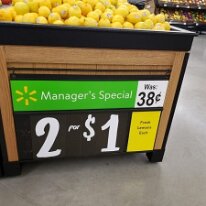 Manager's Special
Was:
38¢
2 FOR $1
Fresh
Lemons
Each